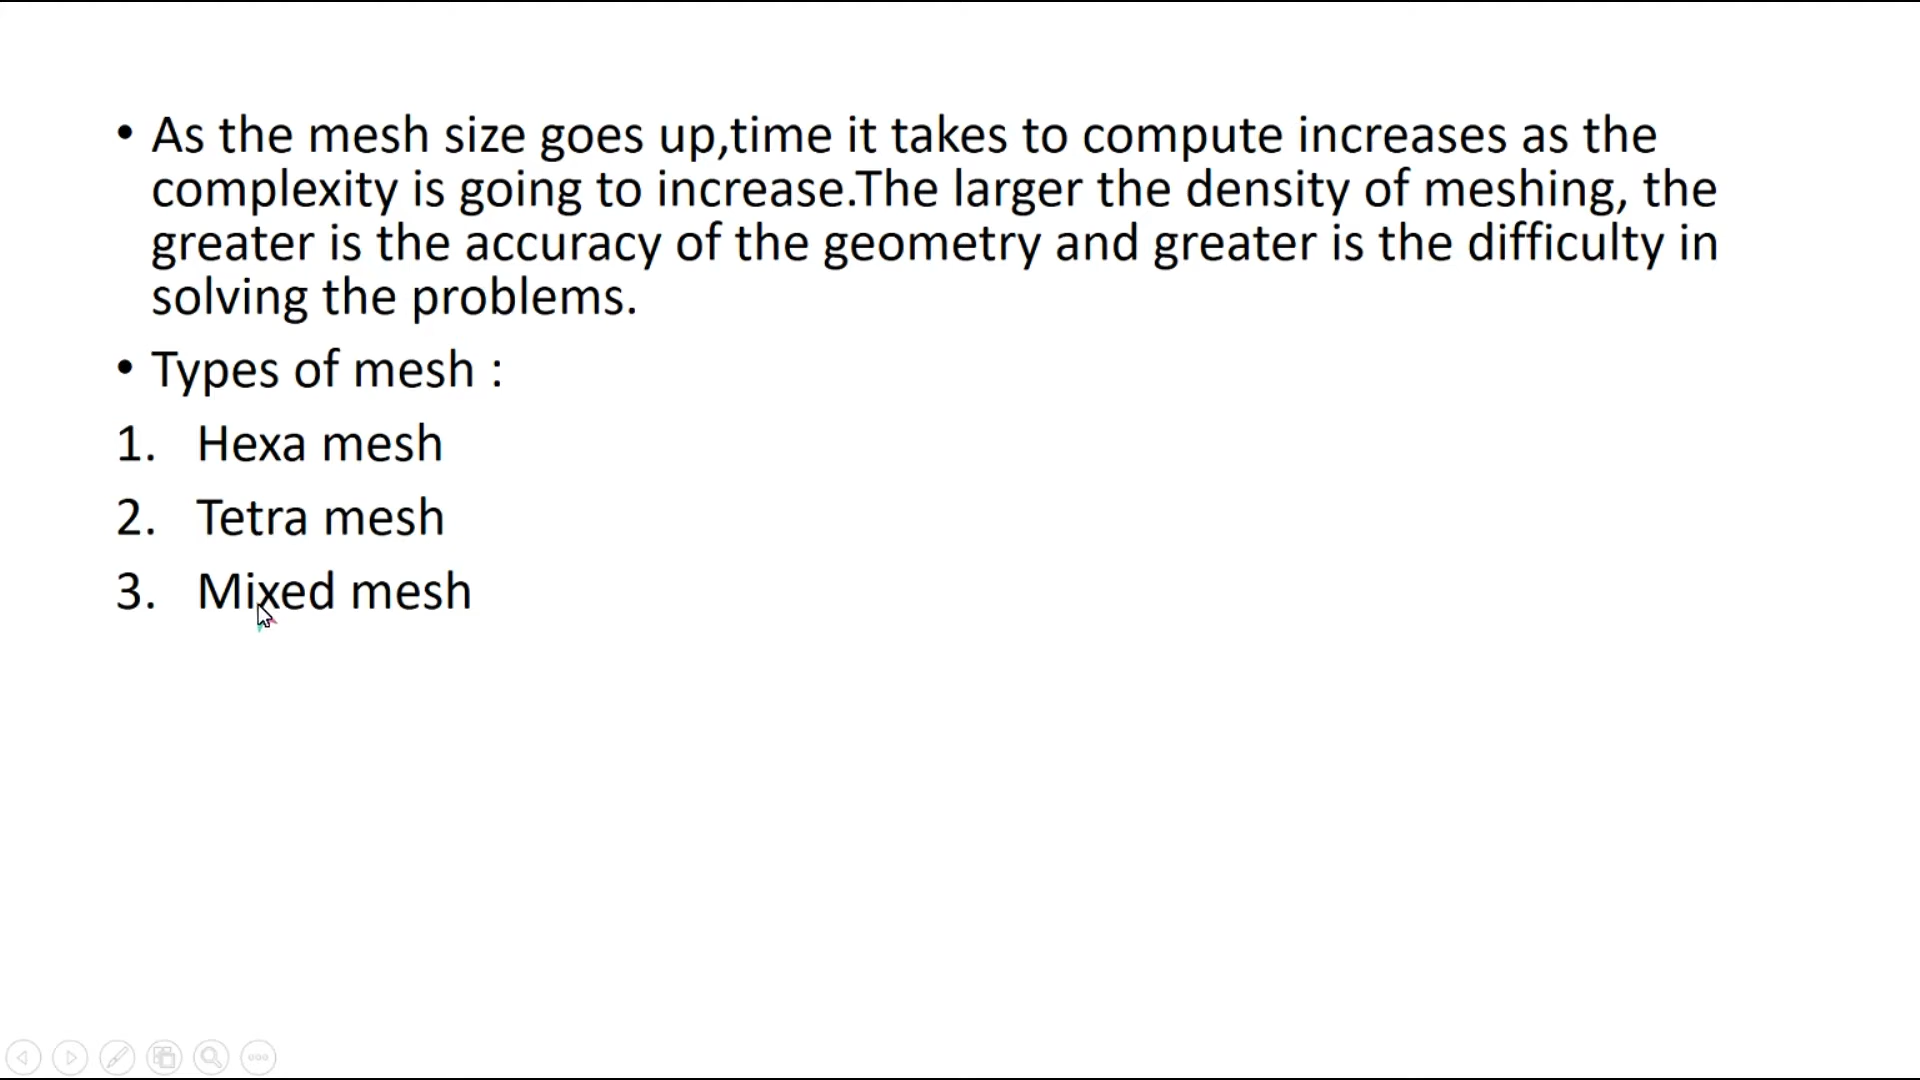 • As the mesh size goes up,time it takes to compute increases as the
complexity is going to increase.The larger the density of meshing, the
greater is the accuracy of the geometry and greater is the difficulty in
solving the problems.
• Types of mesh :
1. Hexa mesh
2. Tetra mesh
3. Mixed mesh